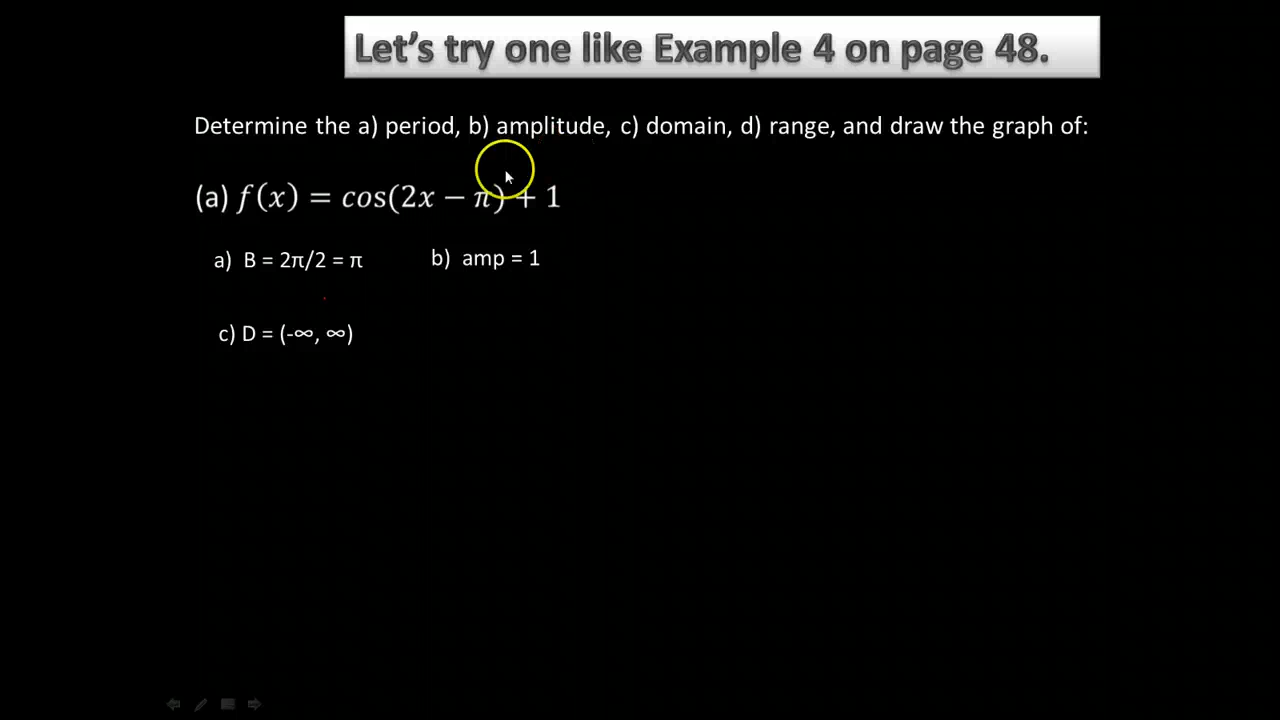 Let's try one like Example 4 on page 48.
Determine the a) period, b) amplitude, c) domain, d) range, and draw the graph of:
(a) f(x) = cos(2x − π) + 1
a) B = 2π/2 = π b) amp = 1
c) D = (-∞, ∞)